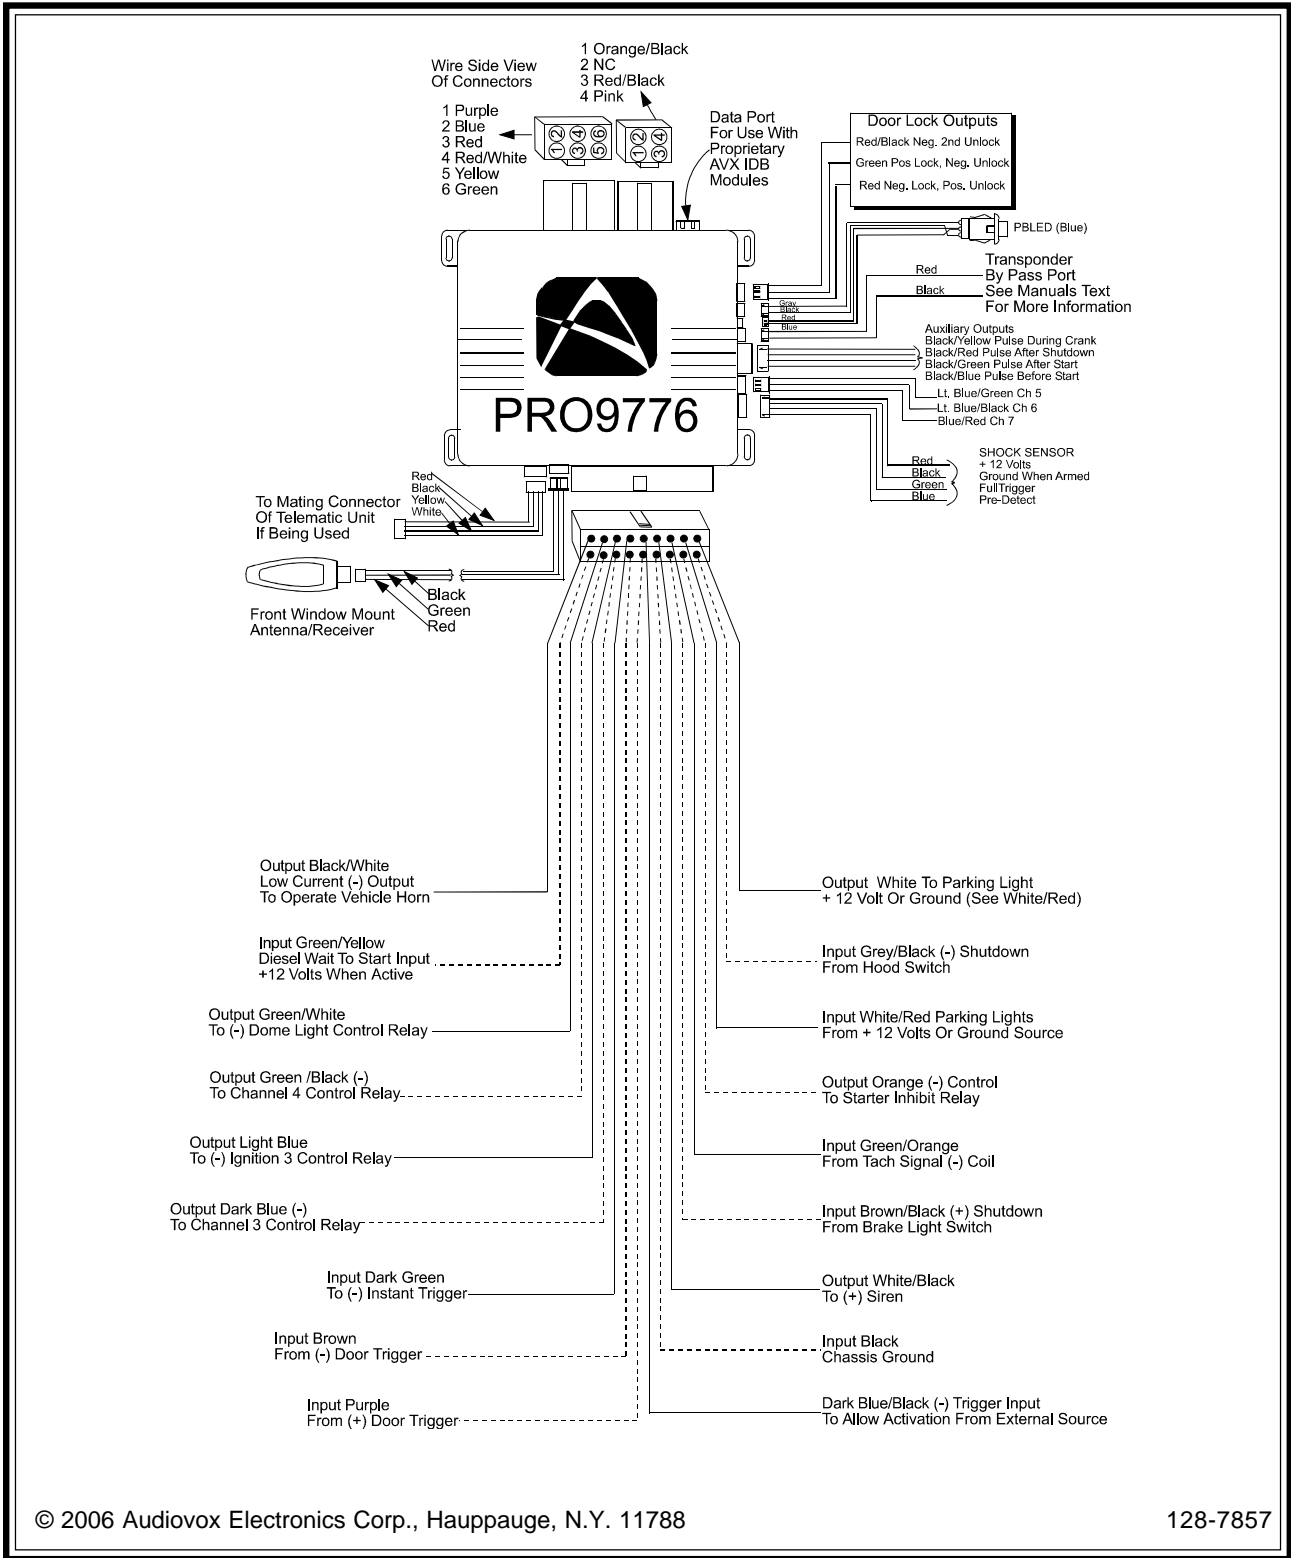 1 Orange/Black
2 NC
3 Red/Black
4 Pink
Wire Side View
Of Connectors
1 Purple
2 Blue
3 Red
4 Red/White
5 Yellow
6 Green
1 2 3 4 5 6
1 2 3 4
Data Port
For Use With
Proprietary
AVX IDB
Modules
Door Lock Outputs
Red/Black Neg. 2nd Unlock
Green Pos Lock, Neg. Unlock
Red Neg. Lock, Pos. Unlock
PBLED (Blue)
Red
Black
Transponder
By Pass Port
See Manuals Text
For More Information
Gray
Black
Red
Blue
Auxiliary Outputs
Black/Yellow Pulse During Crank
Black/Red Pulse After Shutdown
Black/Green Pulse After Start
Black/Blue Pulse Before Start
Lt. Blue/Green Ch 5
Lt. Blue/Black Ch 6
Blue/Red Ch 7
PRO9776
Red
Black
Green
Blue
SHOCK SENSOR
+ 12 Volts
Ground When Armed
FullTrigger
Pre-Detect
Red
Black
Yellow
White
To Mating Connector
Of Telematic Unit
If Being Used
Black
Green
Red
Front Window Mount
Antenna/Receiver
Output Black/White
Low Current (-) Output
To Operate Vehicle Horn
Output White To Parking Light
+ 12 Volt Or Ground (See White/Red)
Input Green/Yellow
Diesel Wait To Start Input
+12 Volts When Active
Input Grey/Black (-) Shutdown
From Hood Switch
Output Green/White
To (-) Dome Light Control Relay
Input White/Red Parking Lights
From + 12 Volts Or Ground Source
Output Green /Black (-)
To Channel 4 Control Relay
Output Orange (-) Control
To Starter Inhibit Relay
Output Light Blue
To (-) Ignition 3 Control Relay
Input Green/Orange
From Tach Signal (-) Coil
Output Dark Blue (-)
To Channel 3 Control Relay
Input Brown/Black (+) Shutdown
From Brake Light Switch
Input Dark Green
To (-) Instant Trigger
Output White/Black
To (+) Siren
Input Brown
From (-) Door Trigger
Input Black
Chassis Ground
Input Purple
From (+) Door Trigger
Dark Blue/Black (-) Trigger Input
To Allow Activation From External Source
© 2006 Audiovox Electronics Corp., Hauppauge, N.Y. 11788
128-7857